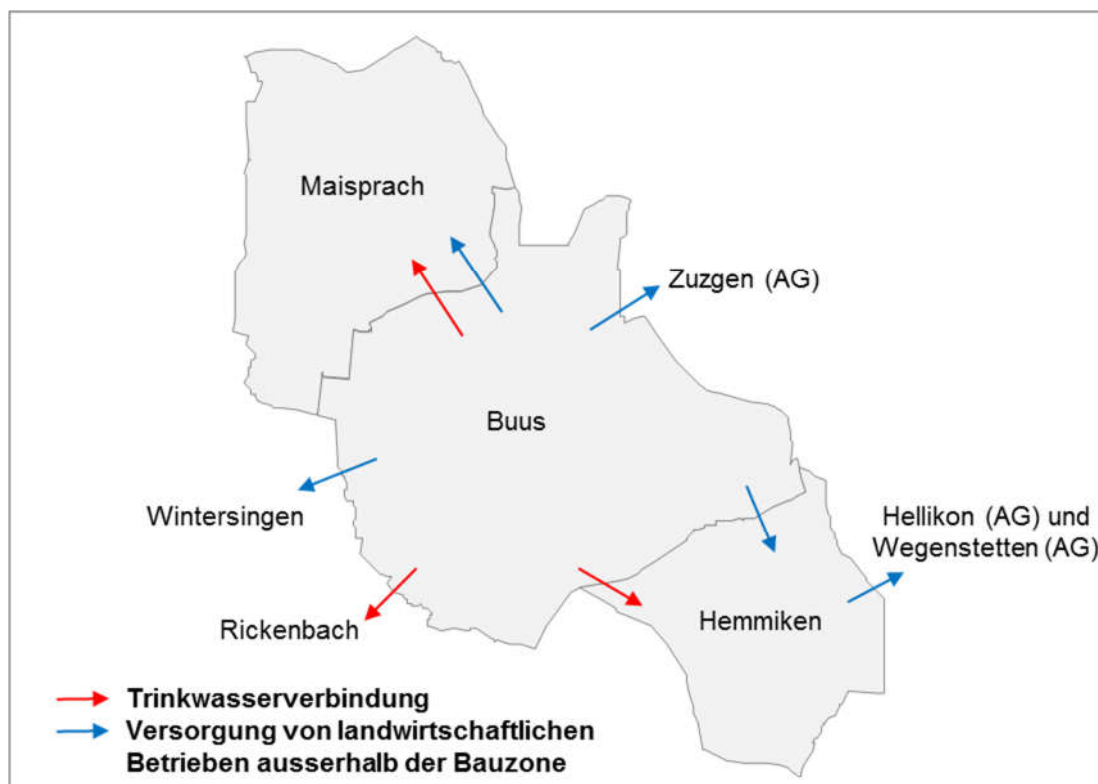 Maisprach
Zuzgen (AG)
Buus
Wintersingen
Hellikon (AG) und
Wegenstetten (AG)
Rickenbach
Hemmiken
Trinkwasserverbindung
Versorgung von landwirtschaftlichen
Betrieben ausserhalb der Bauzone